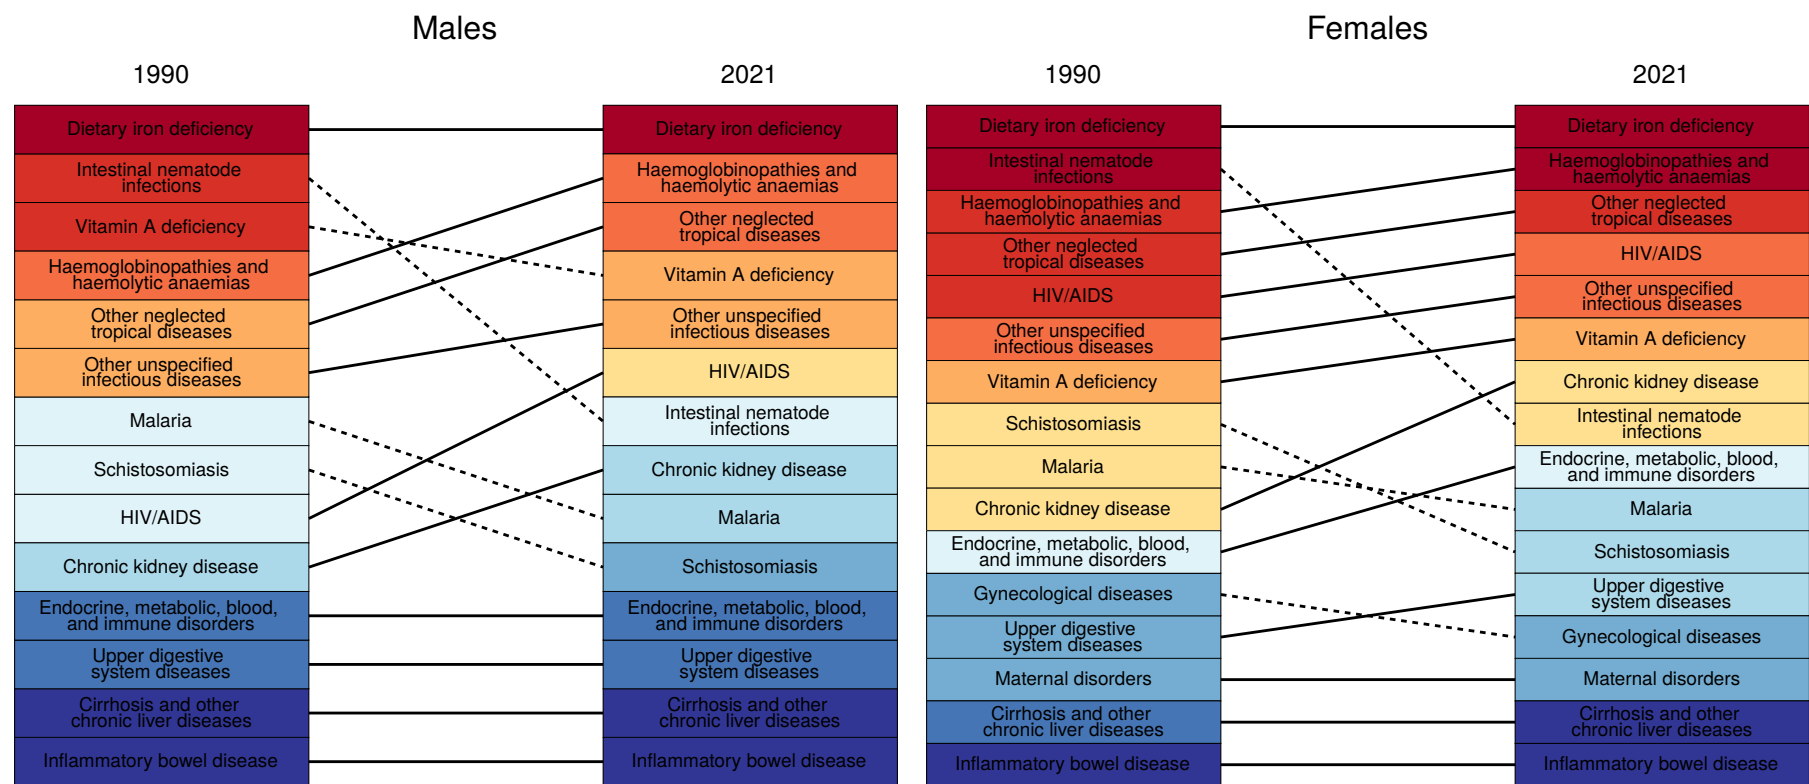 Males
1990
2021
Dietary iron deficiency
Intestinal nematode
infections
Vitamin A deficiency
Haemoglobinopathies and
haemolytic anaemias
Other neglected
tropical diseases
Other unspecified
infectious diseases
Malaria
Schistosomiasis
HIV/AIDS
Chronic kidney disease
Endocrine, metabolic, blood,
and immune disorders
Upper digestive
system diseases
Cirrhosis and other
chronic liver diseases
Inflammatory bowel disease
Dietary iron deficiency
Haemoglobinopathies and
haemolytic anaemias
Other neglected
tropical diseases
Vitamin A deficiency
Other unspecified
infectious diseases
HIV/AIDS
Intestinal nematode
infections
Chronic kidney disease
Malaria
Schistosomiasis
Endocrine, metabolic, blood,
and immune disorders
Upper digestive
system diseases
Cirrhosis and other
chronic liver diseases
Inflammatory bowel disease
Females
1990
2021
Dietary iron deficiency
Intestinal nematode
infections
Haemoglobinopathies and
haemolytic anaemias
Other neglected
tropical diseases
HIV/AIDS
Other unspecified
infectious diseases
Vitamin A deficiency
Schistosomiasis
Malaria
Chronic kidney disease
Endocrine, metabolic, blood,
and immune disorders
Gynecological diseases
Upper digestive
system diseases
Maternal disorders
Cirrhosis and other
chronic liver diseases
Inflammatory bowel disease
Dietary iron deficiency
Haemoglobinopathies and
haemolytic anaemias
Other neglected
tropical diseases
HIV/AIDS
Other unspecified
infectious diseases
Vitamin A deficiency
Chronic kidney disease
Intestinal nematode
infections
Endocrine, metabolic, blood,
and immune disorders
Malaria
Schistosomiasis
Upper digestive
system diseases
Gynecological diseases
Maternal disorders
Cirrhosis and other
chronic liver diseases
Inflammatory bowel disease